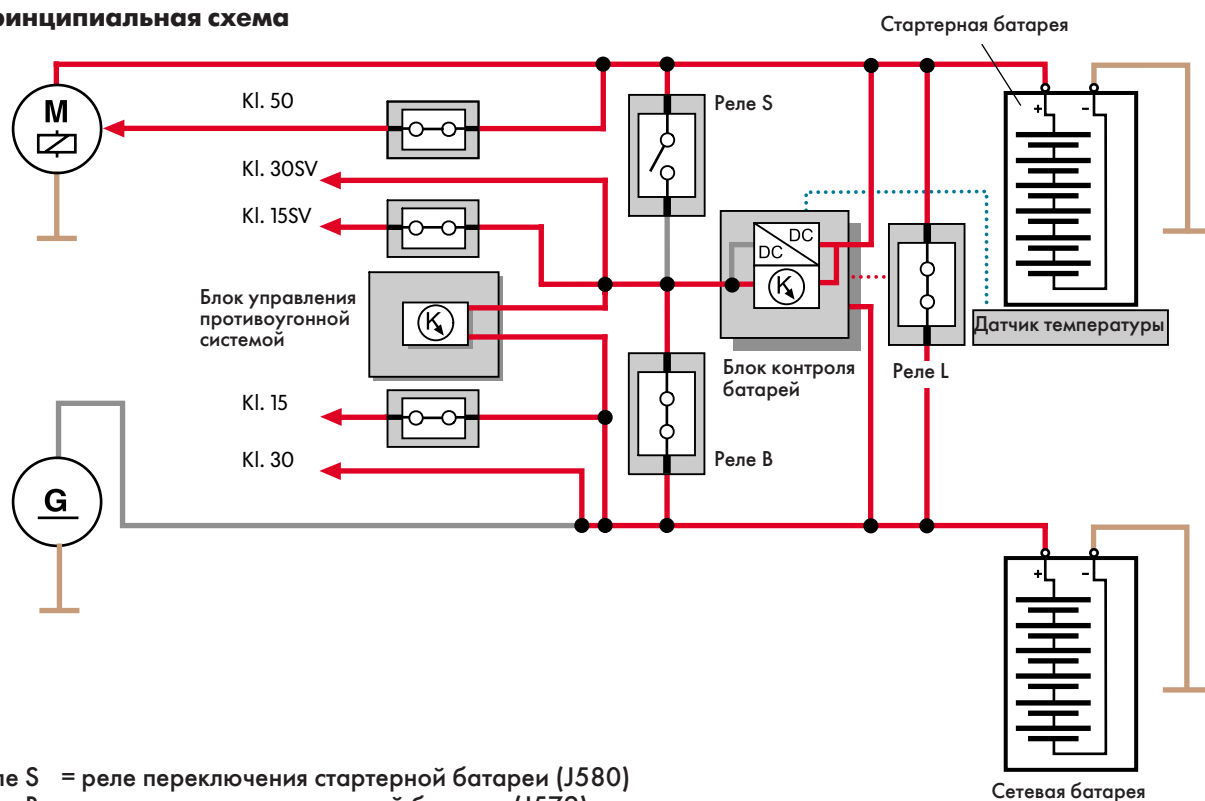 ринципиальная схема
Стартерная батарея
M
Kl. 50
Реле S
+
-
Kl. 30SV
Kl. 15SV
DC
DC
K
Блок управления
противоугонной
системой
K
Датчик температуры
Блок контроля
батарей
Реле L
Kl. 15
Kl. 30
Реле B
G
+
-
ле S = реле переключения стартерной батареи (J580)
Сетевая батарея